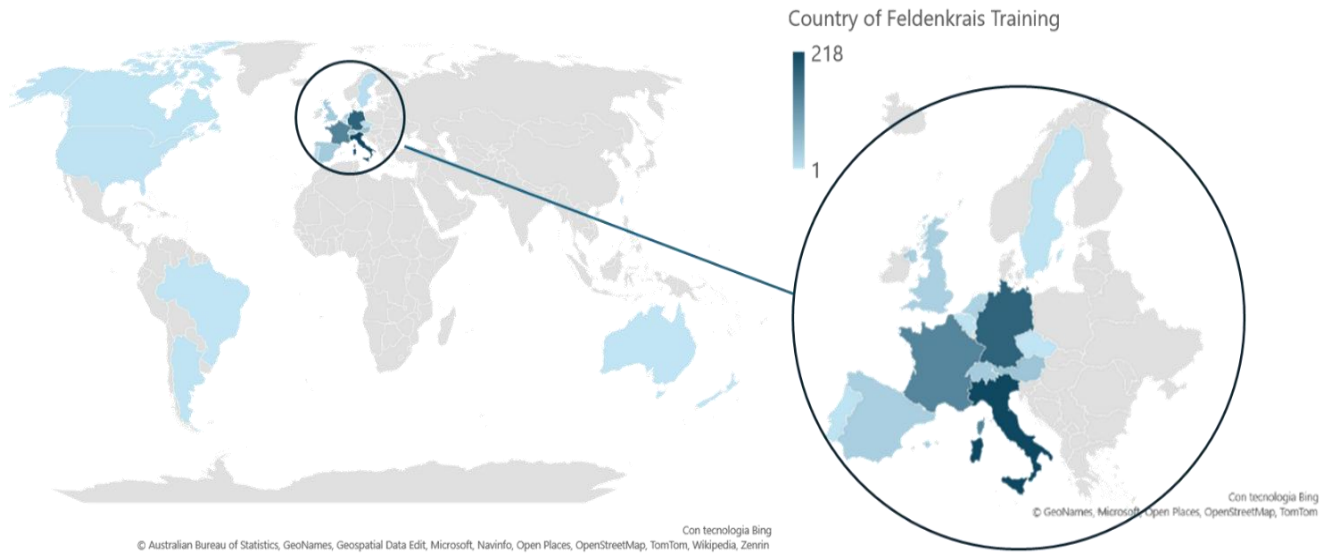 Country of Feldenkrais Training
218
1
Con tecnologia Bing
© GeoNames, Microsoft, Open Places, OpenStreetMap, TomTom
Con tecnologia Bing
© Australian Bureau of Statistics, GeoNames, Geospatial Data Edit, Microsoft, Navinfo, Open Places, OpenStreetMap, TomTom, Wikipedia, Zenrin